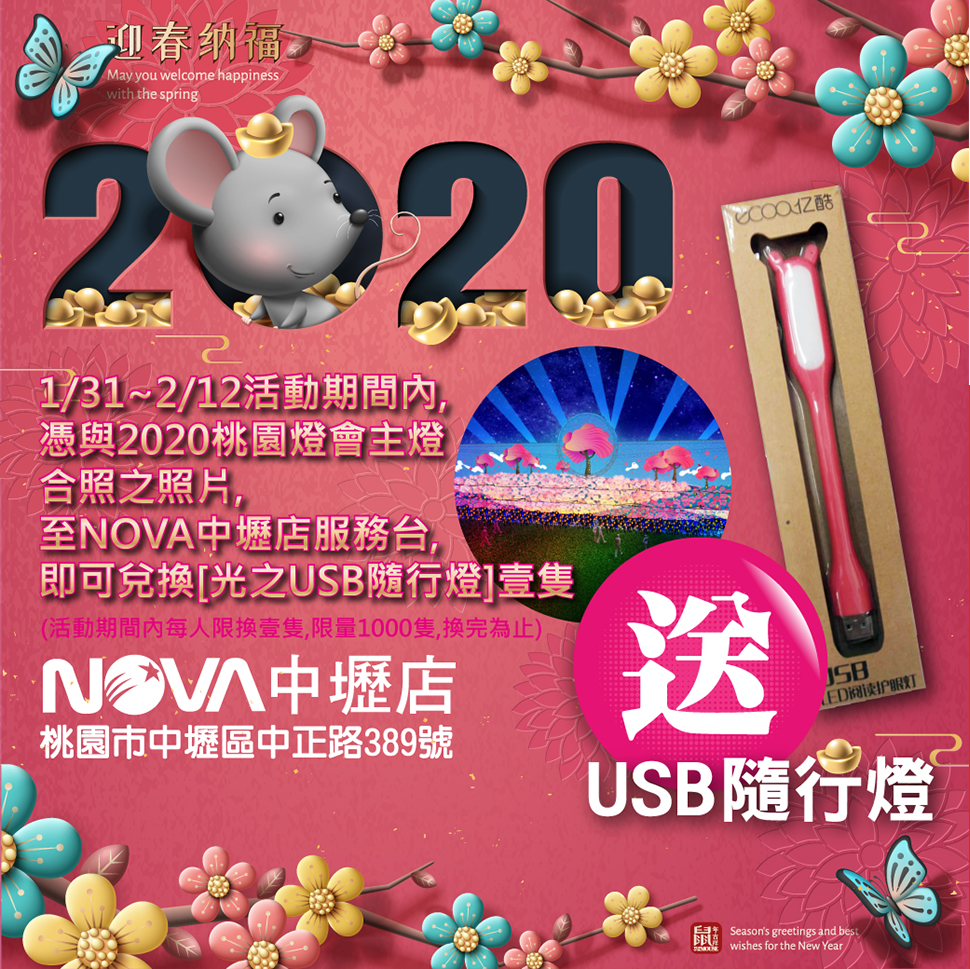 迎春纳福
May you welcome happiness
with the spring
2020
ucoo亿酷
1/31~2/12活動期間內,
憑與2020桃園燈會主燈
合照之照片,
至NOVA中壢店服務台,
即可兌換[光之USB隨行燈]壹隻
(活動期間內每人限換壹隻,限量1000隻,換完為止)
NOVA中壢店
桃園市中壢區中正路389號
送
USB隨行燈
USB
LED阅读护眼灯
鼠
Season's greetings and best
wishes for the New Year